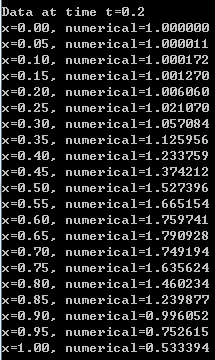 Data at time t=0.2
x=0.00, numerical=1.000000
x=0.05, numerical=1.000011
x=0.10, numerical=1.000172
x=0.15, numerical=1.001270
x=0.20, numerical=1.006060
x=0.25, numerical=1.021070
x=0.30, numerical=1.057084
x=0.35, numerical=1.125956
x=0.40, numerical=1.233759
x=0.45, numerical=1.374212
x=0.50, numerical=1.527396
x=0.55, numerical=1.665154
x=0.60, numerical=1.759741
x=0.65, numerical=1.790928
x=0.70, numerical=1.749194
x=0.75, numerical=1.635624
x=0.80, numerical=1.460234
x=0.85, numerical=1.239877
x=0.90, numerical=0.996052
x=0.95, numerical=0.752615
x=1.00, numerical=0.533394